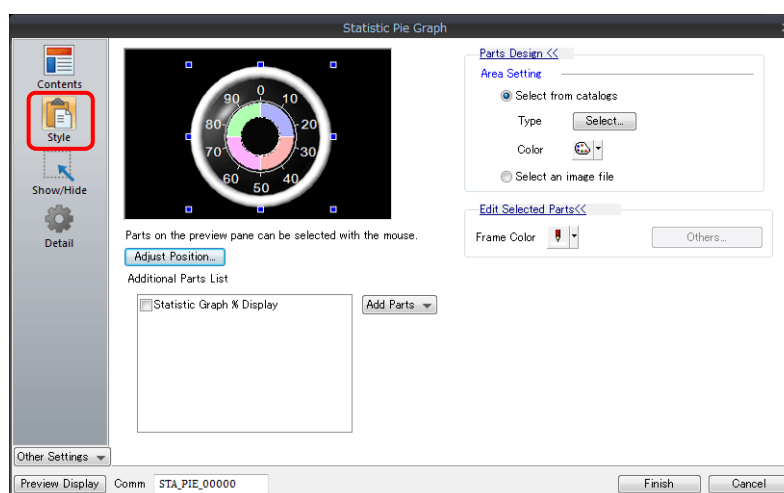 Statistic Pie Graph
Contents
Style
Show/Hide
Detail
Other Settings
0
10
20
30
40
50
60
70
80
90
Parts on the preview pane can be selected with the mouse.
Adjust Position...
Additional Parts List
Statistic Graph % Display
Add Parts
Parts Design <<
Area Setting
Select from catalogs
Type Select...
Color
Select an image file
Edit Selected Parts<<
Frame Color Others...
Preview Display Comm STA_PIE_00000 Finish Cancel